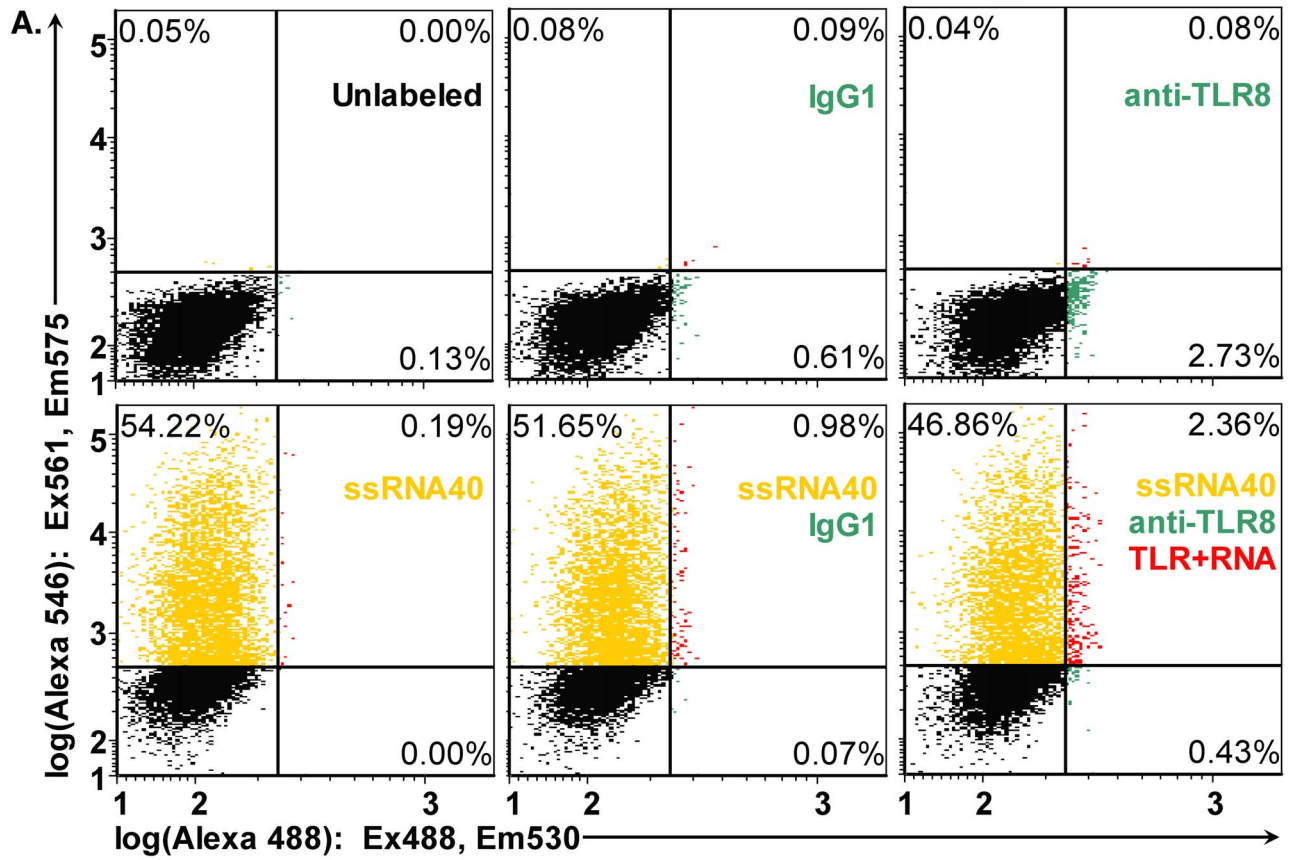 A.
0.05% 0.00%
Unlabeled
0.13%
0.08% 0.09%
IgG1
0.61%
0.04% 0.08%
anti-TLR8
2.73%
5
4
3
2
1
54.22% 0.19%
ssRNA40
0.00%
51.65% 0.98%
ssRNA40
IgG1
0.07%
46.86% 2.36%
ssRNA40
anti-TLR8
TLR+RNA
0.43%
5
4
3
2
1
1 2 3
1 2 3
1 2 3
log(Alexa 546): Ex561, Em575
log(Alexa 488): Ex488, Em530